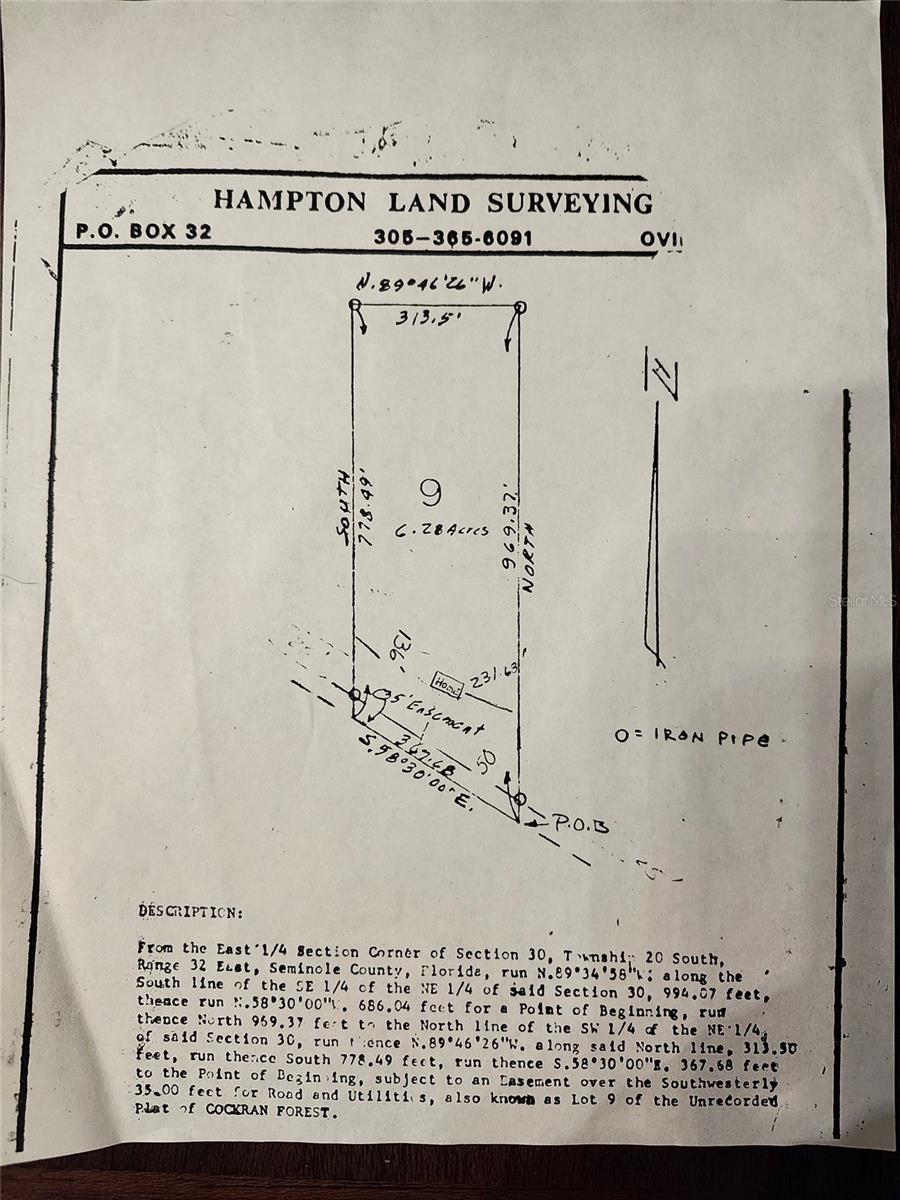 HAMPTON LAND SURVEYING
P.O. BOX 32 305-365-6091 OVI
N.89°46'26"W.
313.5'
N
SOUTH
778.49'
9
6.28 Acres
969.37'
NORTH
StellarMLS
136
HOME
231.63'
35' EASEMENT
367.68
S.58°30'00"E.
50
P.O.B
O = IRON PIPE
DESCRIPTION:
From the East 1/4 Section Corner of Section 30, Township 20 South,
Range 32 East, Seminole County, Florida, run N.89°34'58"W. along the
South line of the SE 1/4 of the NE 1/4 of said Section 30, 994.07 feet,
thence run N.58°30'00"W. 686.04 feet for a Point of Beginning, run
thence North 969.37 feet to the North line of the SW 1/4 of the NE 1/4
of said Section 30, run thence N.89°46'26"W. along said North line, 313.50
feet, run thence South 778.49 feet, run thence S.58°30'00"E. 367.68 feet
to the Point of Beginning, subject to an Easement over the Southwesterly
35.00 feet for Road and Utilities, also known as Lot 9 of the Unrecorded
Plat of COCKRAN FOREST.